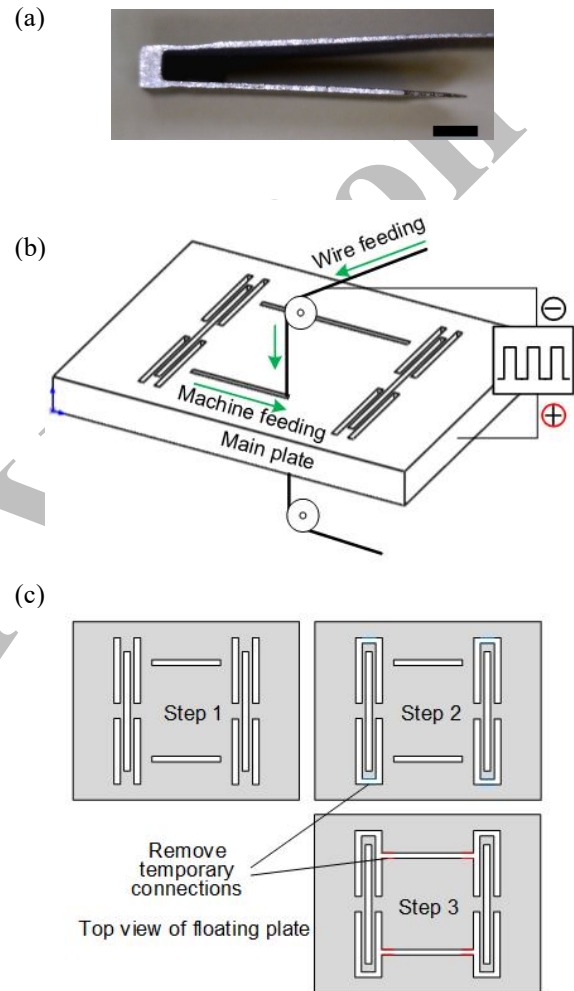 (a)
(b)
Wire feeding
−
Machine feeding
+
Main plate
(c)
Step 1
Step 2
Remove
temporary
connections
Step 3
Top view of floating plate